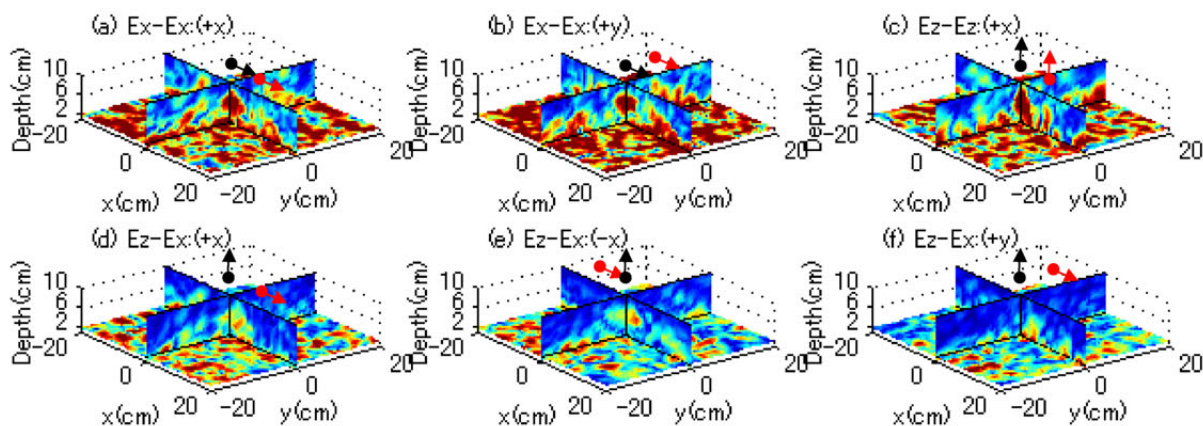 (a) Ex-Ex:(+x) ...
(b) Ex-Ex:(+y) ...
(c) Ez-Ez:(+x) ...
Depth(cm)
10
6
2
-20
0
20
x(cm)
-20
0
20
y(cm)
Depth(cm)
10
6
2
-20
0
20
x(cm)
-20
0
20
y(cm)
Depth(cm)
10
6
2
-20
0
20
x(cm)
-20
0
20
y(cm)
(d) Ez-Ex:(+x) ...
(e) Ez-Ex:(-x) ...
(f) Ez-Ex:(+y) ...
Depth(cm)
10
6
2
-20
0
20
x(cm)
-20
0
20
y(cm)
Depth(cm)
10
6
2
-20
0
20
x(cm)
-20
0
20
y(cm)
Depth(cm)
10
6
2
-20
0
20
x(cm)
-20
0
20
y(cm)